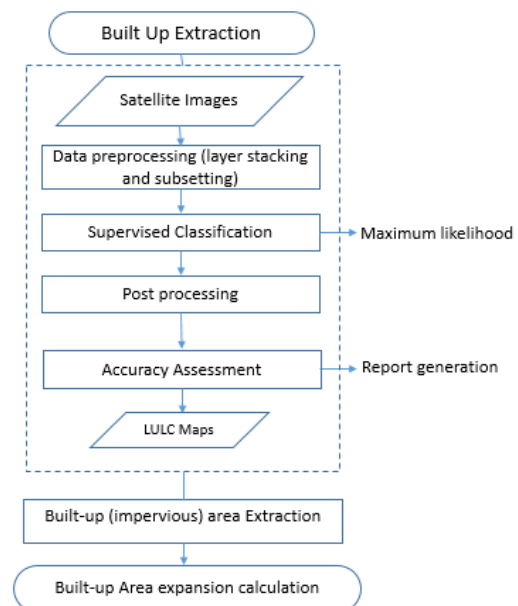 Built Up Extraction
Satellite Images
Data preprocessing (layer stacking
and subsetting)
Supervised Classification
Maximum likelihood
Post processing
Accuracy Assessment
Report generation
LULC Maps
Built-up (impervious) area Extraction
Built-up Area expansion calculation